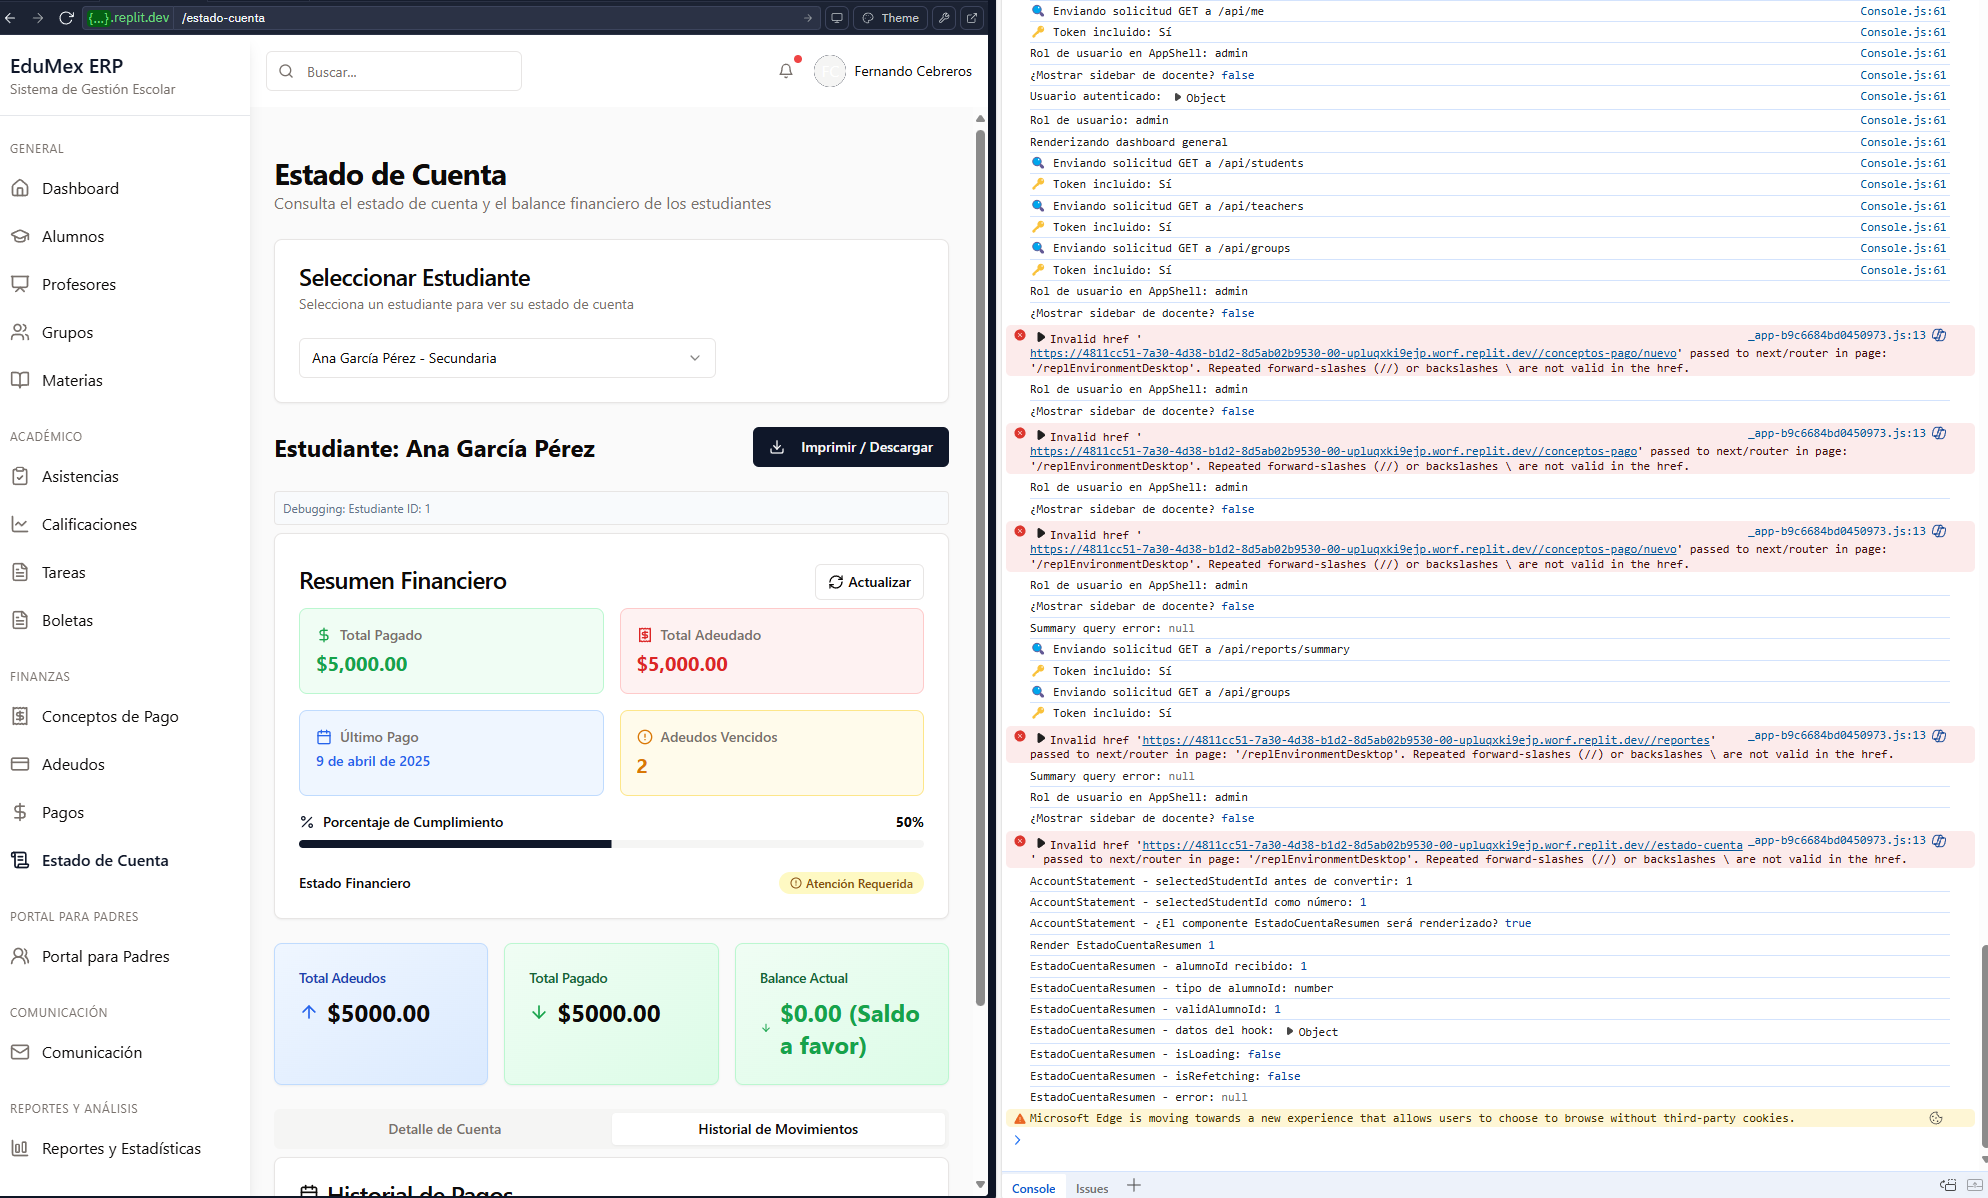 {...}.replit.dev /estado-cuenta
Theme
EduMex ERP
Sistema de Gestión Escolar
GENERAL
Dashboard
Alumnos
Profesores
Grupos
Materias
ACADÉMICO
Asistencias
Calificaciones
Tareas
Boletas
FINANZAS
Conceptos de Pago
Adeudos
Pagos
Estado de Cuenta
PORTAL PARA PADRES
Portal para Padres
COMUNICACIÓN
Comunicación
REPORTES Y ANÁLISIS
Reportes y Estadísticas
Buscar...
FC
Fernando Cebreros
Estado de Cuenta
Consulta el estado de cuenta y el balance financiero de los estudiantes
Seleccionar Estudiante
Selecciona un estudiante para ver su estado de cuenta
Ana García Pérez - Secundaria
Estudiante: Ana García Pérez
Imprimir / Descargar
Debugging: Estudiante ID: 1
Resumen Financiero
Actualizar
Total Pagado
$5,000.00
Total Adeudado
$5,000.00
Último Pago
9 de abril de 2025
Adeudos Vencidos
2
Porcentaje de Cumplimiento 50%
Estado Financiero Atención Requerida
Total Adeudos
$5000.00
Total Pagado
$5000.00
Balance Actual
$0.00 (Saldo
a favor)
Detalle de Cuenta Historial de Movimientos
Historial de Pagos
Enviando solicitud GET a /api/me Console.js:61
Token incluido: Sí Console.js:61
Rol de usuario en AppShell: admin Console.js:61
¿Mostrar sidebar de docente? false Console.js:61
Usuario autenticado: Object Console.js:61
Rol de usuario: admin Console.js:61
Renderizando dashboard general Console.js:61
Enviando solicitud GET a /api/students Console.js:61
Token incluido: Sí Console.js:61
Enviando solicitud GET a /api/teachers Console.js:61
Token incluido: Sí Console.js:61
Enviando solicitud GET a /api/groups Console.js:61
Token incluido: Sí Console.js:61
Rol de usuario en AppShell: admin
¿Mostrar sidebar de docente? false
Invalid href ' _app-b9c6684bd0450973.js:13
https://4811cc51-7a30-4d38-b1d2-8d5ab02b9530-00-upluqxki9ejp.worf.replit.dev//conceptos-pago/nuevo' passed to next/router in page:
'/replEnvironmentDesktop'. Repeated forward-slashes (//) or backslashes \ are not valid in the href.
Rol de usuario en AppShell: admin
¿Mostrar sidebar de docente? false
Invalid href ' _app-b9c6684bd0450973.js:13
https://4811cc51-7a30-4d38-b1d2-8d5ab02b9530-00-upluqxki9ejp.worf.replit.dev//conceptos-pago' passed to next/router in page:
'/replEnvironmentDesktop'. Repeated forward-slashes (//) or backslashes \ are not valid in the href.
Rol de usuario en AppShell: admin
¿Mostrar sidebar de docente? false
Invalid href ' _app-b9c6684bd0450973.js:13
https://4811cc51-7a30-4d38-b1d2-8d5ab02b9530-00-upluqxki9ejp.worf.replit.dev//conceptos-pago/nuevo' passed to next/router in page:
'/replEnvironmentDesktop'. Repeated forward-slashes (//) or backslashes \ are not valid in the href.
Rol de usuario en AppShell: admin
¿Mostrar sidebar de docente? false
Summary query error: null
Enviando solicitud GET a /api/reports/summary
Token incluido: Sí
Enviando solicitud GET a /api/groups
Token incluido: Sí
Invalid href 'https://4811cc51-7a30-4d38-b1d2-8d5ab02b9530-00-upluqxki9ejp.worf.replit.dev//reportes' _app-b9c6684bd0450973.js:13
passed to next/router in page: '/replEnvironmentDesktop'. Repeated forward-slashes (//) or backslashes \ are not valid in the href.
Summary query error: null
Rol de usuario en AppShell: admin
¿Mostrar sidebar de docente? false
Invalid href 'https://4811cc51-7a30-4d38-b1d2-8d5ab02b9530-00-upluqxki9ejp.worf.replit.dev//estado-cuenta _app-b9c6684bd0450973.js:13
' passed to next/router in page: '/replEnvironmentDesktop'. Repeated forward-slashes (//) or backslashes \ are not valid in the href.
AccountStatement - selectedStudentId antes de convertir: 1
AccountStatement - selectedStudentId como número: 1
AccountStatement - ¿El componente EstadoCuentaResumen será renderizado? true
Render EstadoCuentaResumen 1
EstadoCuentaResumen - alumnoId recibido: 1
EstadoCuentaResumen - tipo de alumnoId: number
EstadoCuentaResumen - validAlumnoId: 1
EstadoCuentaResumen - datos del hook: Object
EstadoCuentaResumen - isLoading: false
EstadoCuentaResumen - isRefetching: false
EstadoCuentaResumen - error: null
Microsoft Edge is moving towards a new experience that allows users to choose to browse without third-party cookies.
Console Issues